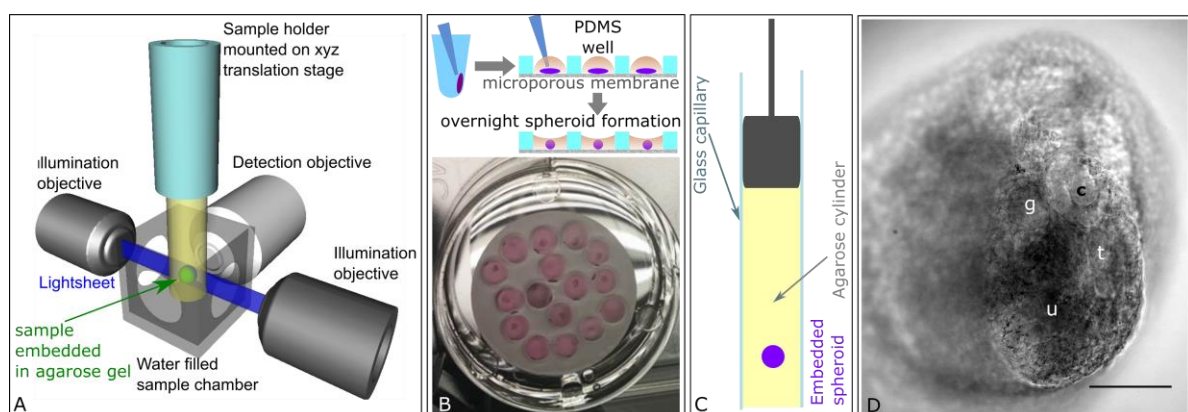 Sample holder
mounted on xyz
translation stage
Illumination
objective
Detection objective
Illumination
objective
Lightsheet
sample
embedded
in agarose gel
Water filled
sample chamber
A
PDMS
well
microporous membrane
overnight spheroid formation
B
Glass capillary
Agarose cylinder
Embedded
spheroid
C
c
g
t
u
D